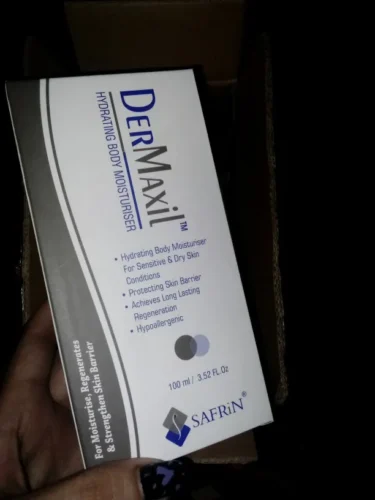 DERMAXiL™
HYDRATING BODY MOISTURISER
• Hydrating Body Moisturiser
For Sensitive & Dry Skin
Conditions
• Protecting Skin Barrier
• Achieves Long Lasting
Regeneration
• Hypoallergenic
100 ml / 3.52 FL.Oz
SAFRiN®
For Moisturise, Regenerates
& Strengthen Skin Barrier